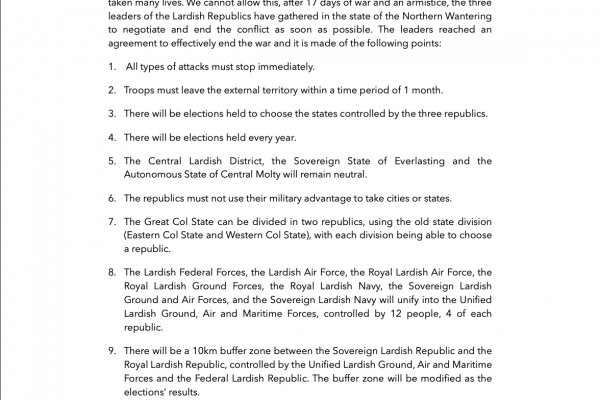 taken many lives. We cannot allow this, after 17 days of war and an armistice, the three
leaders of the Lardish Republics have gathered in the state of the Northern Wantering
to negotiate and end the conflict as soon as possible. The leaders reached an
agreement to effectively end the war and it is made of the following points:
1. All types of attacks must stop immediately.
2. Troops must leave the external territory within a time period of 1 month.
3. There will be elections held to choose the states controlled by the three republics.
4. There will be elections held every year.
5. The Central Lardish District, the Sovereign State of Everlasting and the
Autonomous State of Central Molty will remain neutral.
6. The republics must not use their military advantage to take cities or states.
7. The Great Col State can be divided in two republics, using the old state division
(Eastern Col State and Western Col State), with each division being able to choose
a republic.
8. The Lardish Federal Forces, the Lardish Air Force, the Royal Lardish Air Force, the
Royal Lardish Ground Forces, the Royal Lardish Navy, the Sovereign Lardish
Ground and Air Forces, and the Sovereign Lardish Navy will unify into the Unified
Lardish Ground, Air and Maritime Forces, controlled by 12 people, 4 of each
republic.
9. There will be a 10km buffer zone between the Sovereign Lardish Republic and the
Royal Lardish Republic, controlled by the Unified Lardish Ground, Air and Maritime
Forces and the Federal Lardish Republic. The buffer zone will be modified as the
elections' results.